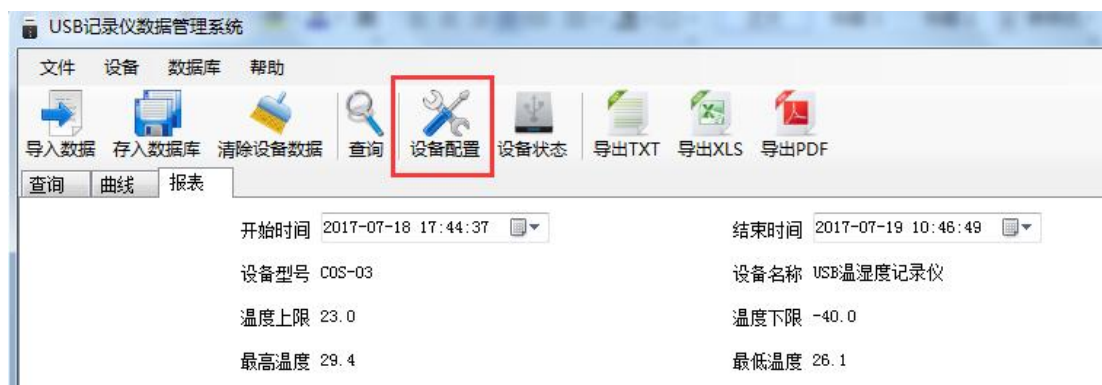 USB记录仪数据管理系统
文件 设备 数据库 帮助
导入数据 存入数据库 清除设备数据 查询 设备配置 设备状态 导出TXT 导出XLS 导出PDF
查询 曲线 报表
开始时间 2017-07-18 17:44:37 结束时间 2017-07-19 10:46:49
设备型号 COS-03 设备名称 USB温湿度记录仪
温度上限 23.0 温度下限 -40.0
最高温度 29.4 最低温度 26.1